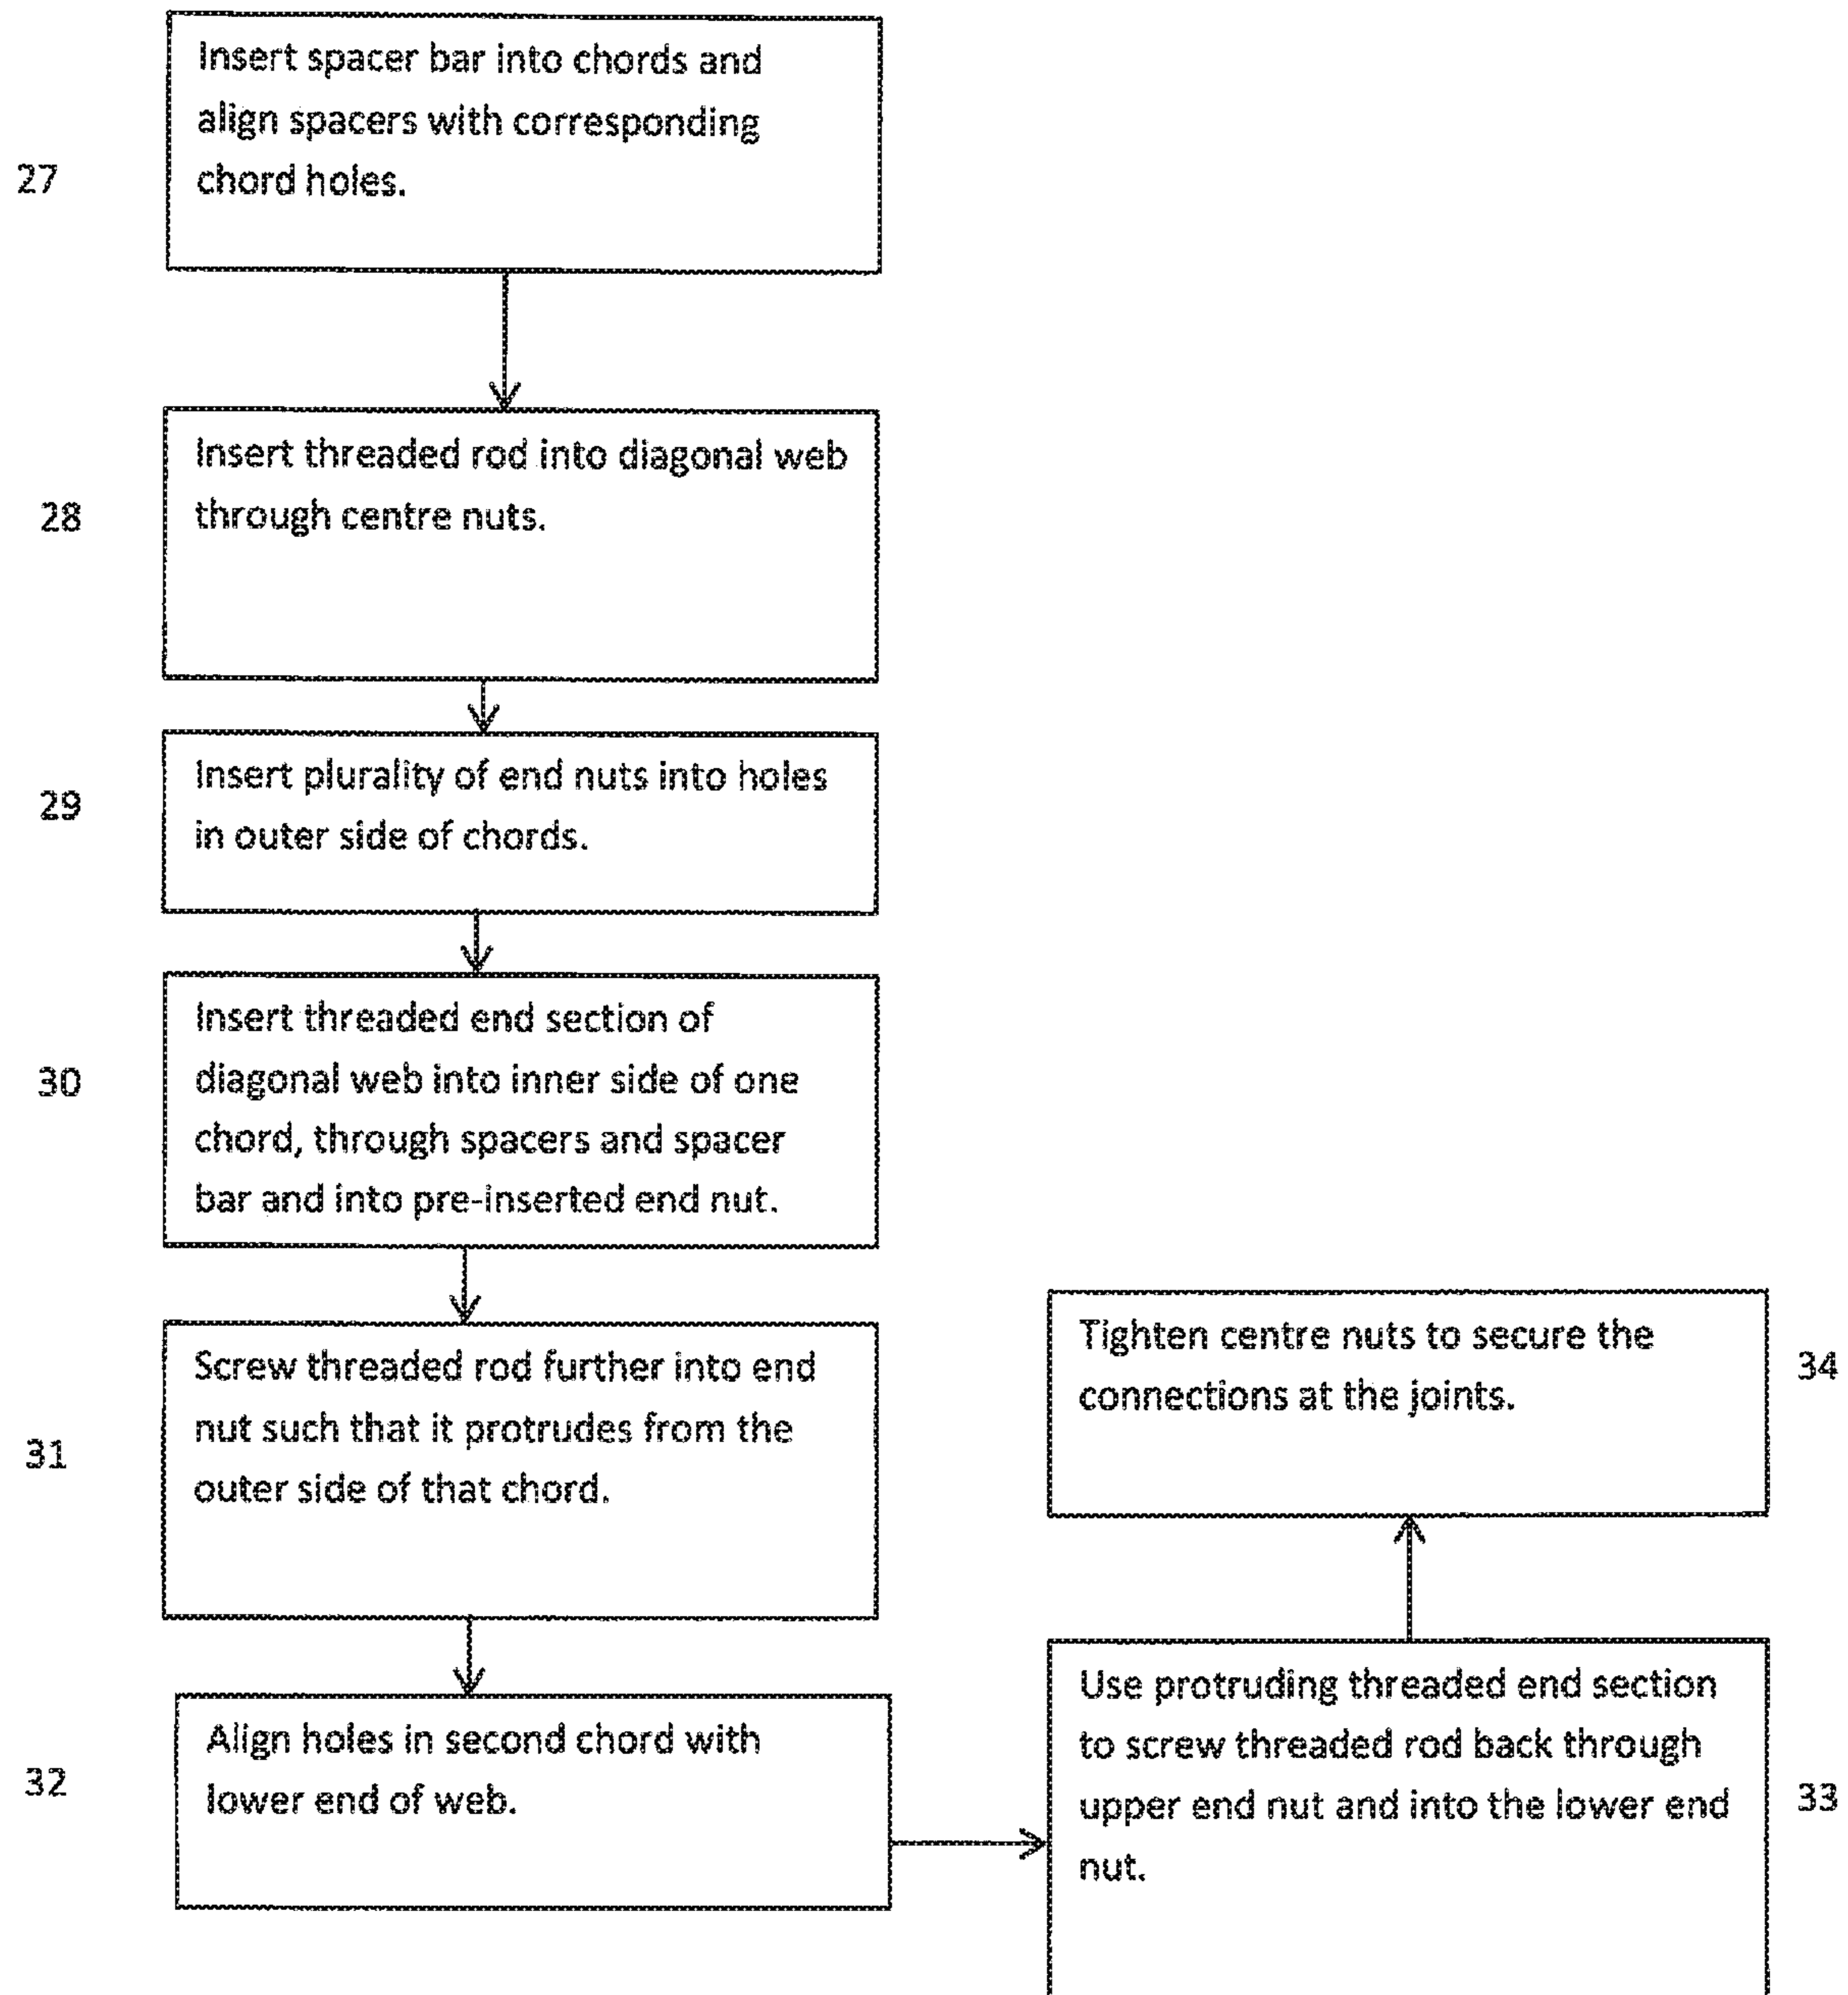 27
Insert spacer bar into chords and
align spacers with corresponding
chord holes.
28
Insert threaded rod into diagonal web
through centre nuts.
29
Insert plurality of end nuts into holes
in outer side of chords.
30
Insert threaded end section of
diagonal web into inner side of one
chord, through spacers and spacer
bar and into pre-inserted end nut.
31
Screw threaded rod further into end
nut such that it protrudes from the
outer side of that chord.
32
Align holes in second chord with
lower end of web.
33
Use protruding threaded end section
to screw threaded rod back through
upper end nut and into the lower end
nut.
34
Tighten centre nuts to secure the
connections at the joints.